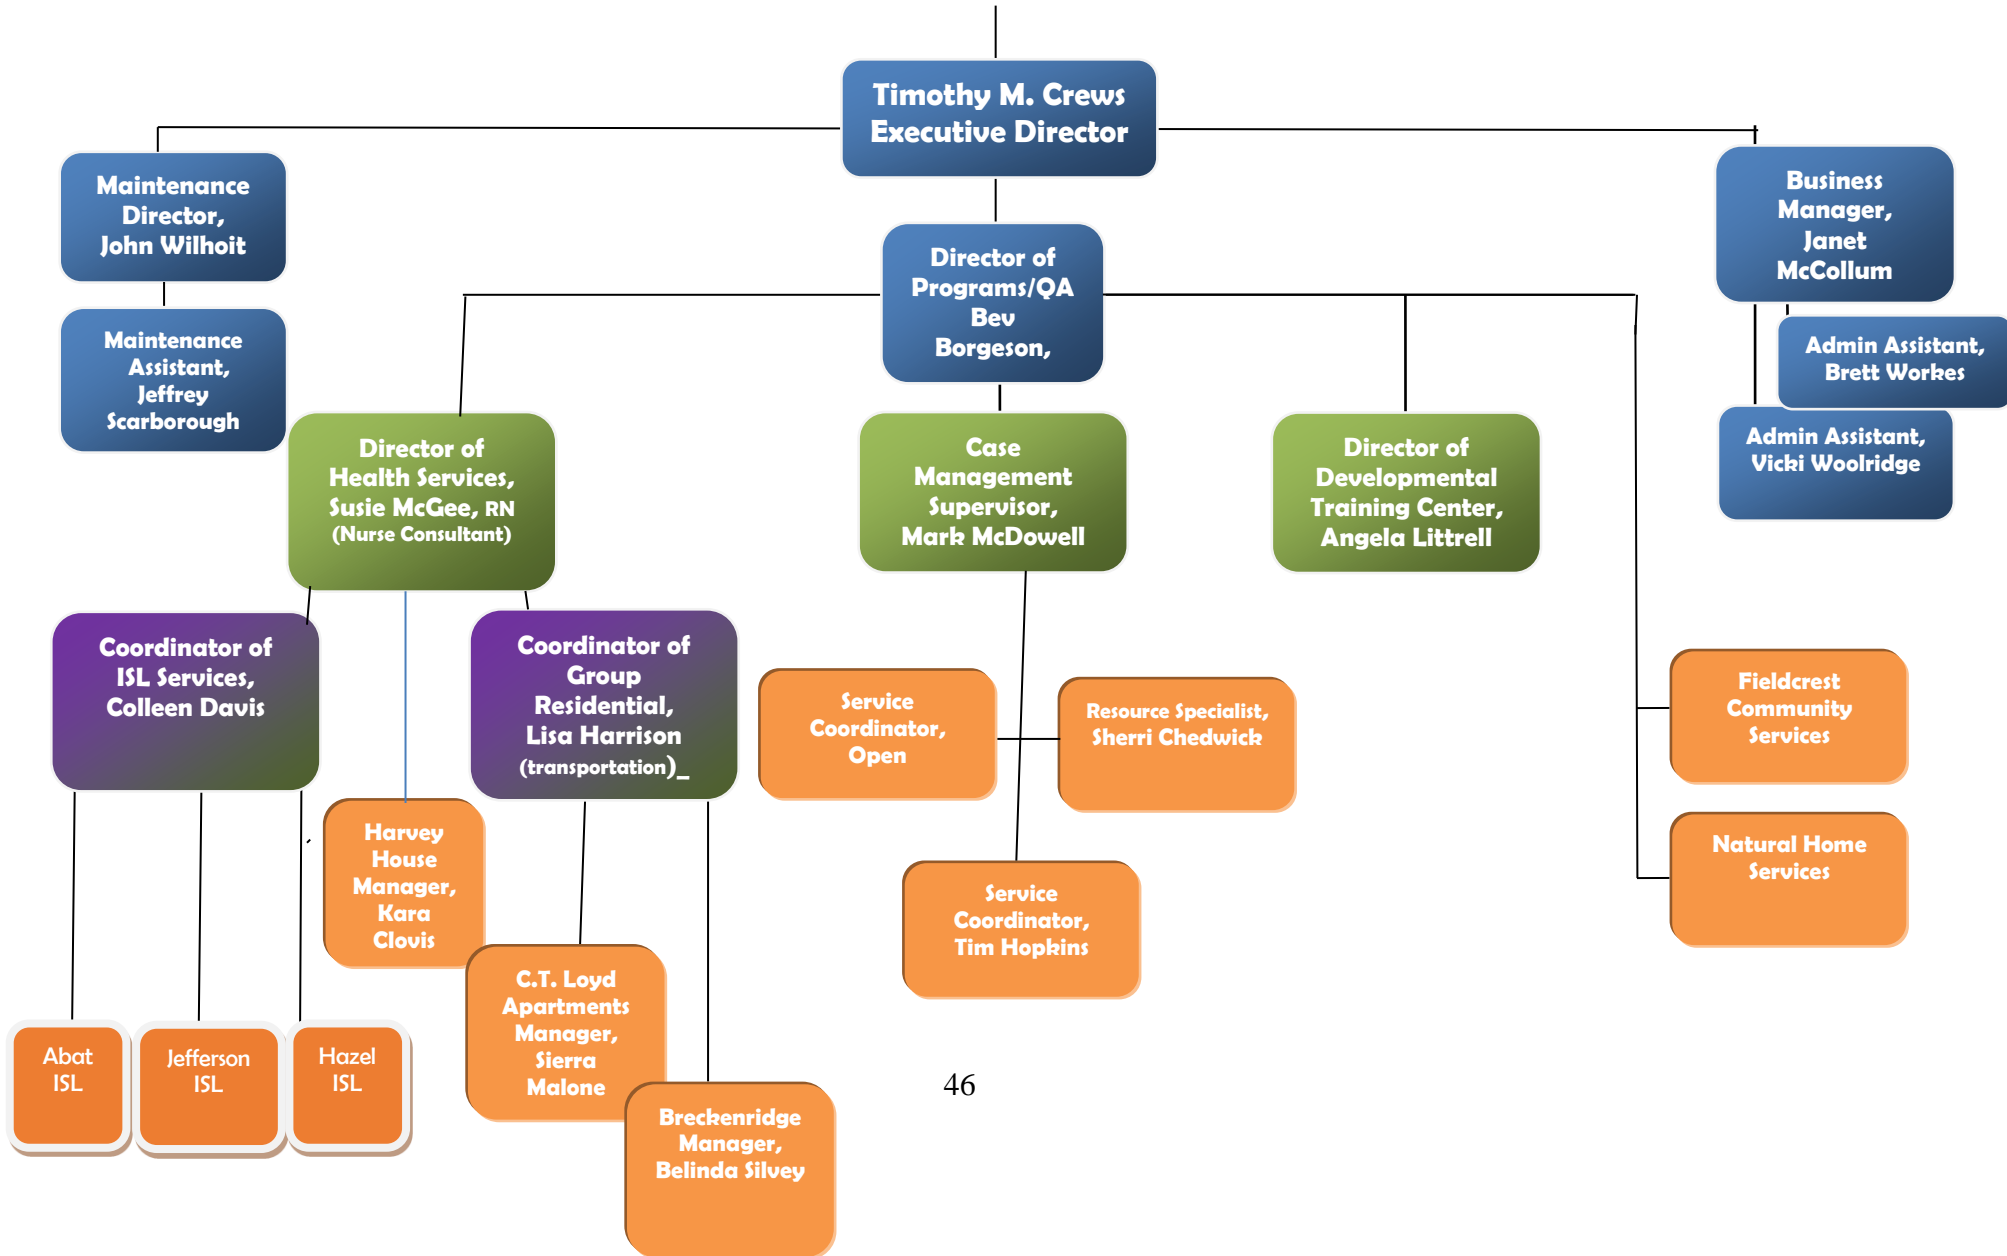 Timothy M. Crews
Executive Director
Maintenance
Director,
John Wilhoit
Business
Manager,
Janet
McCollum
Director of
Programs/QA
Bev
Borgeson,
Maintenance
Assistant,
Jeffrey
Scarborough
Admin Assistant,
Brett Workes
Admin Assistant,
Vicki Woolridge
Director of
Health Services,
Susie McGee, RN
(Nurse Consultant)
Case
Management
Supervisor,
Mark McDowell
Director of
Developmental
Training Center,
Angela Littrell
Coordinator of
ISL Services,
Colleen Davis
Coordinator of
Group
Residential,
Lisa Harrison
(transportation)_
Service
Coordinator,
Open
Resource Specialist,
Sherri Chedwick
Fieldcrest
Community
Services
Harvey
House
Manager,
Kara
Clovis
Natural Home
Services
Service
Coordinator,
Tim Hopkins
C.T. Loyd
Apartments
Manager,
Sierra
Malone
Abat
ISL
Jefferson
ISL
Hazel
ISL
Breckenridge
Manager,
Belinda Silvey
46